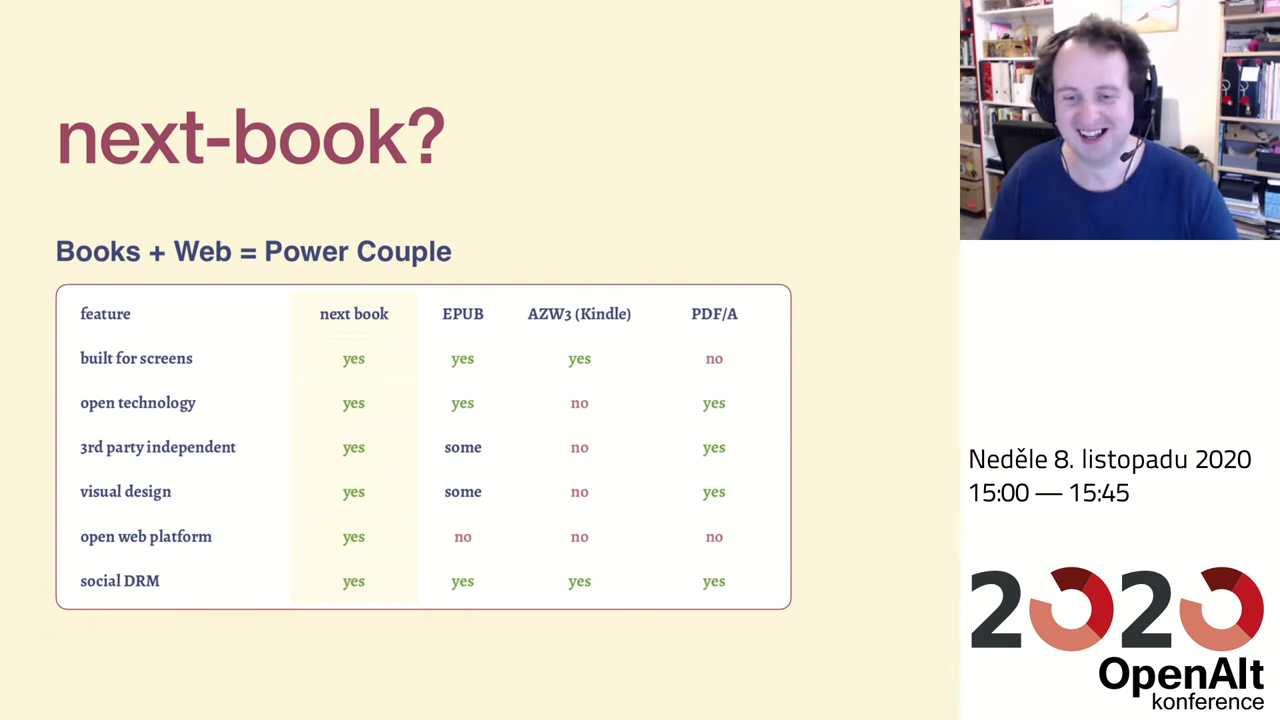 next-book?
Books + Web = Power Couple
feature next book EPUB AZW3 (Kindle) PDF/A
built for screens yes yes yes no
open technology yes yes no yes
3rd party independent yes some no yes
visual design yes some no yes
open web platform yes no no no
social DRM yes yes yes yes
Neděle 8. listopadu 2020
15:00 — 15:45
2020
OpenAlt
konference